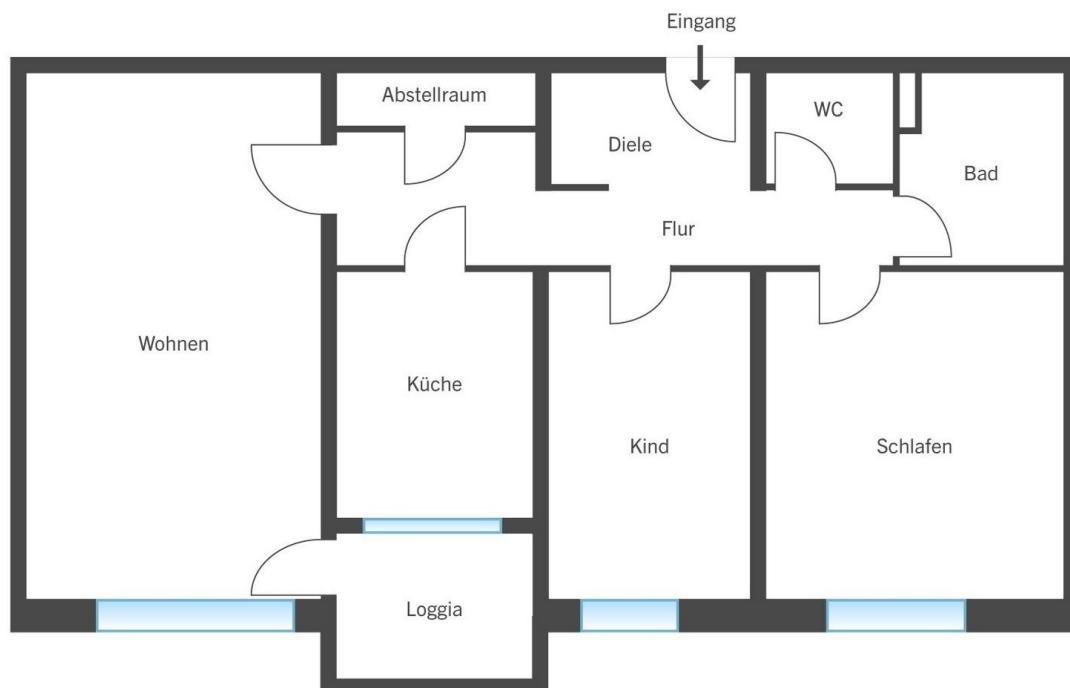 Eingang
Abstellraum
WC
Diele
Bad
Flur
Wohnen
Küche
Kind
Schlafen
Loggia